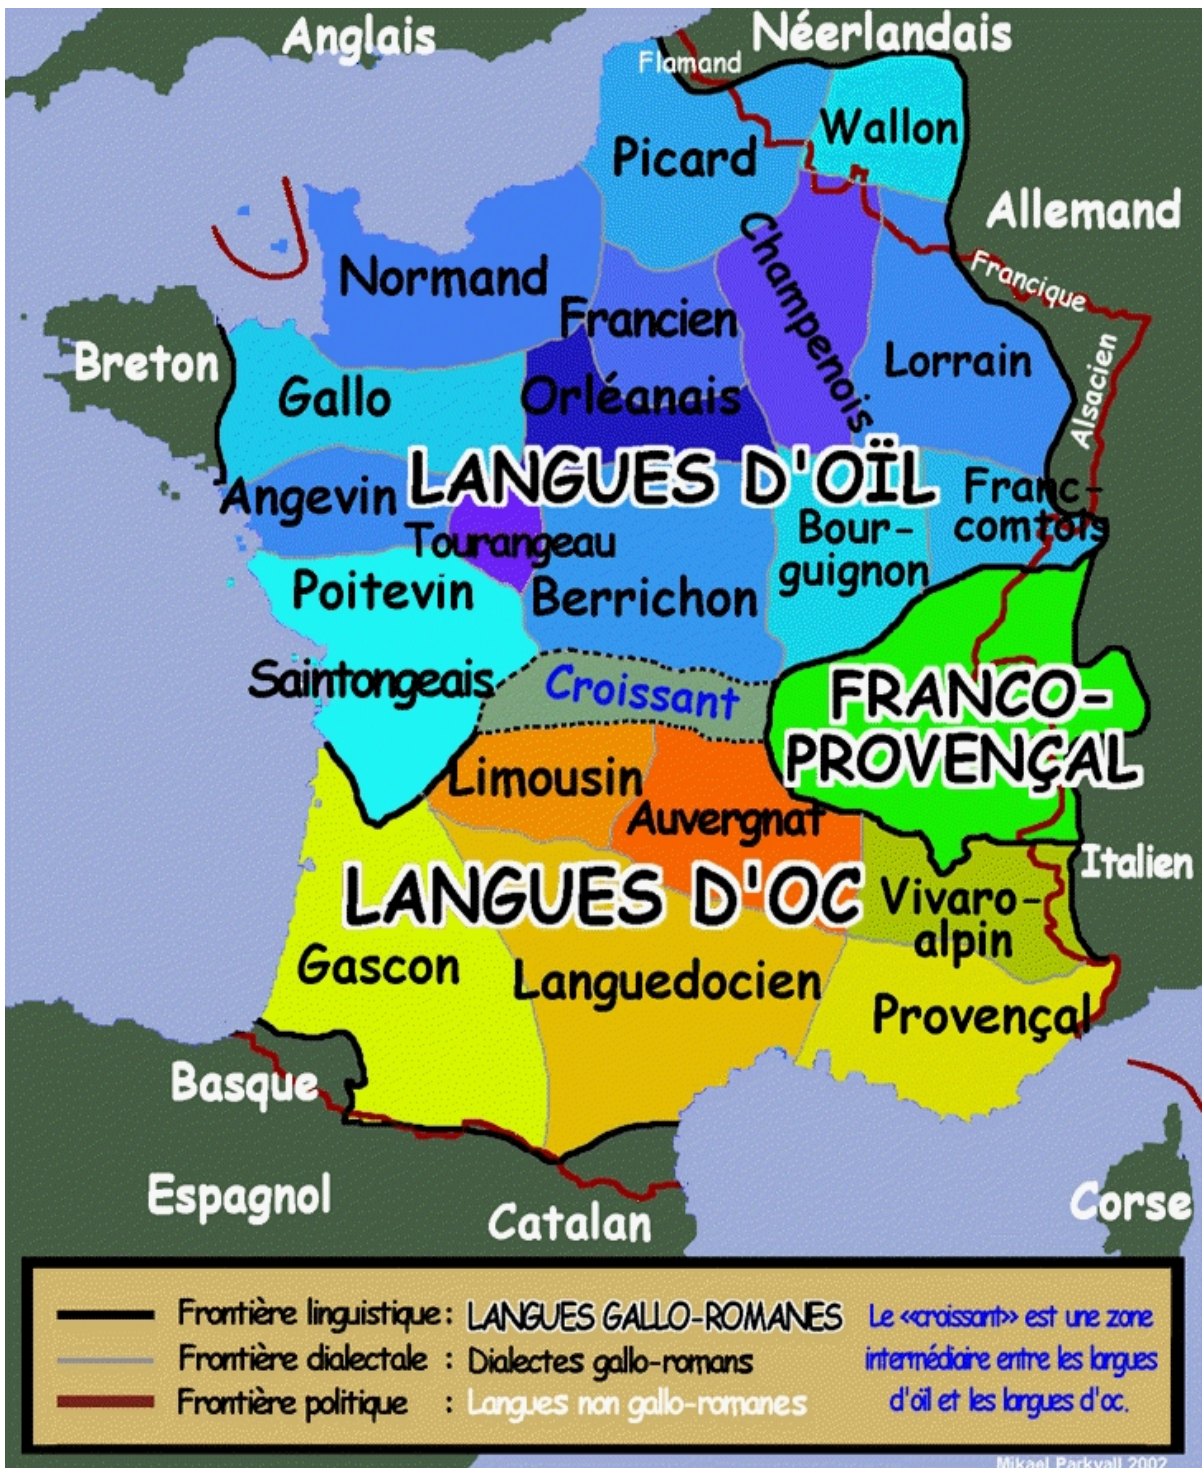 Anglais
Néerlandais
Flamand
Wallon
Picard
Allemand
Champenois
Francique
Normand
Francien
Alsacien
Breton
Lorrain
Gallo
Orléanais
LANGUES D'OÏL
Angevin
Franc-
comtois
Tourangeau
Bour-
guignon
Poitevin
Berrichon
Saintongeais
Croissant
FRANCO-
PROVENÇAL
Limousin
Auvergnat
Italien
LANGUES D'OC
Vivaro-
alpin
Gascon
Languedocien
Provençal
Basque
Espagnol
Catalan
Corse
Frontière linguistique : LANGUES GALLO-ROMANES
Frontière dialectale : Dialectes gallo-romans
Frontière politique : Langues non gallo-romanes
Le «croissant» est une zone
intermédiaire entre les langues
d'oïl et les langues d'oc.
Mikael Parkvall 2002